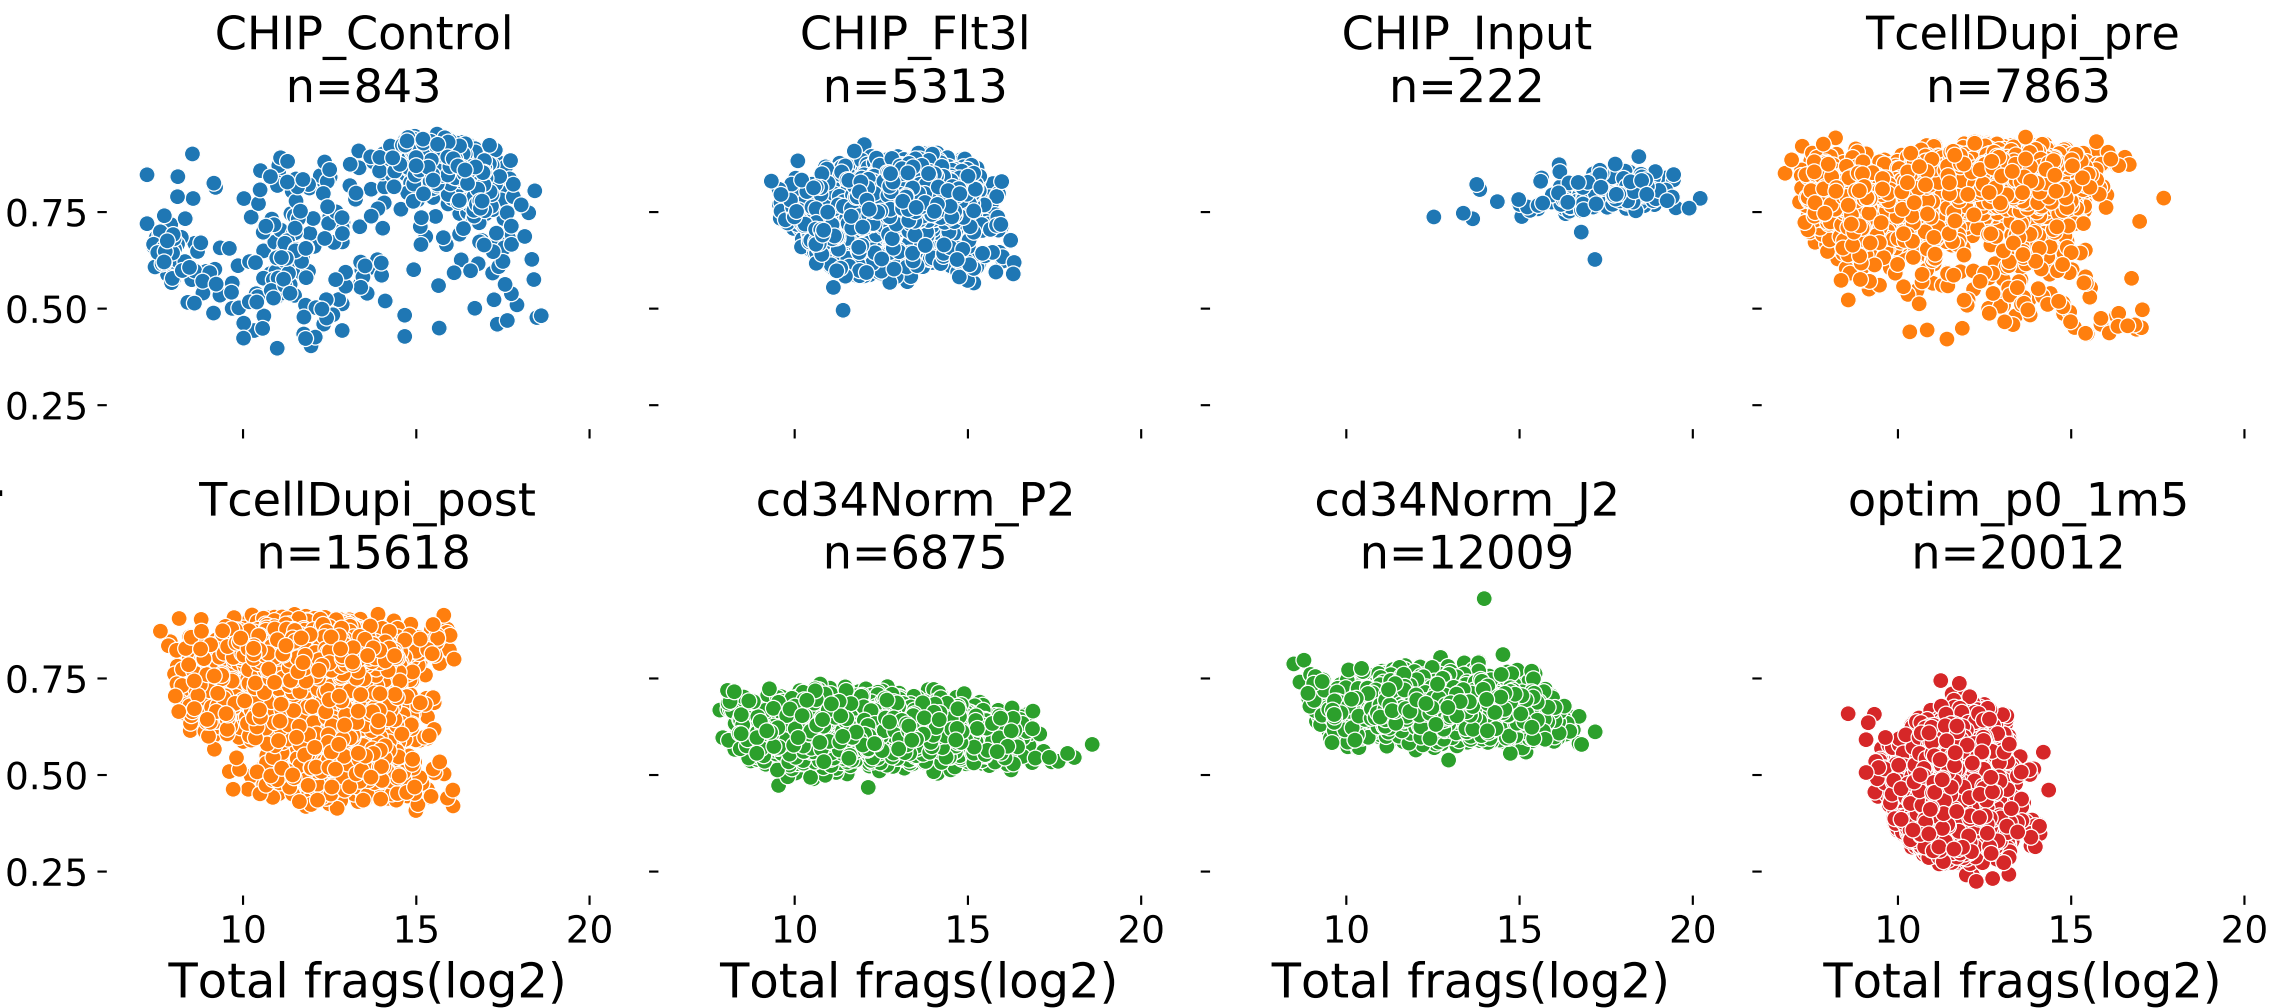 CHIP_Control
n=843
CHIP_Flt3l
n=5313
CHIP_Input
n=222
TcellDupi_pre
n=7863
0.75
0.50
0.25
TcellDupi_post
n=15618
cd34Norm_P2
n=6875
cd34Norm_J2
n=12009
optim_p0_1m5
n=20012
0.75
0.50
0.25
10 15 20
10 15 20
10 15 20
10 15 20
Total frags(log2)
Total frags(log2)
Total frags(log2)
Total frags(log2)